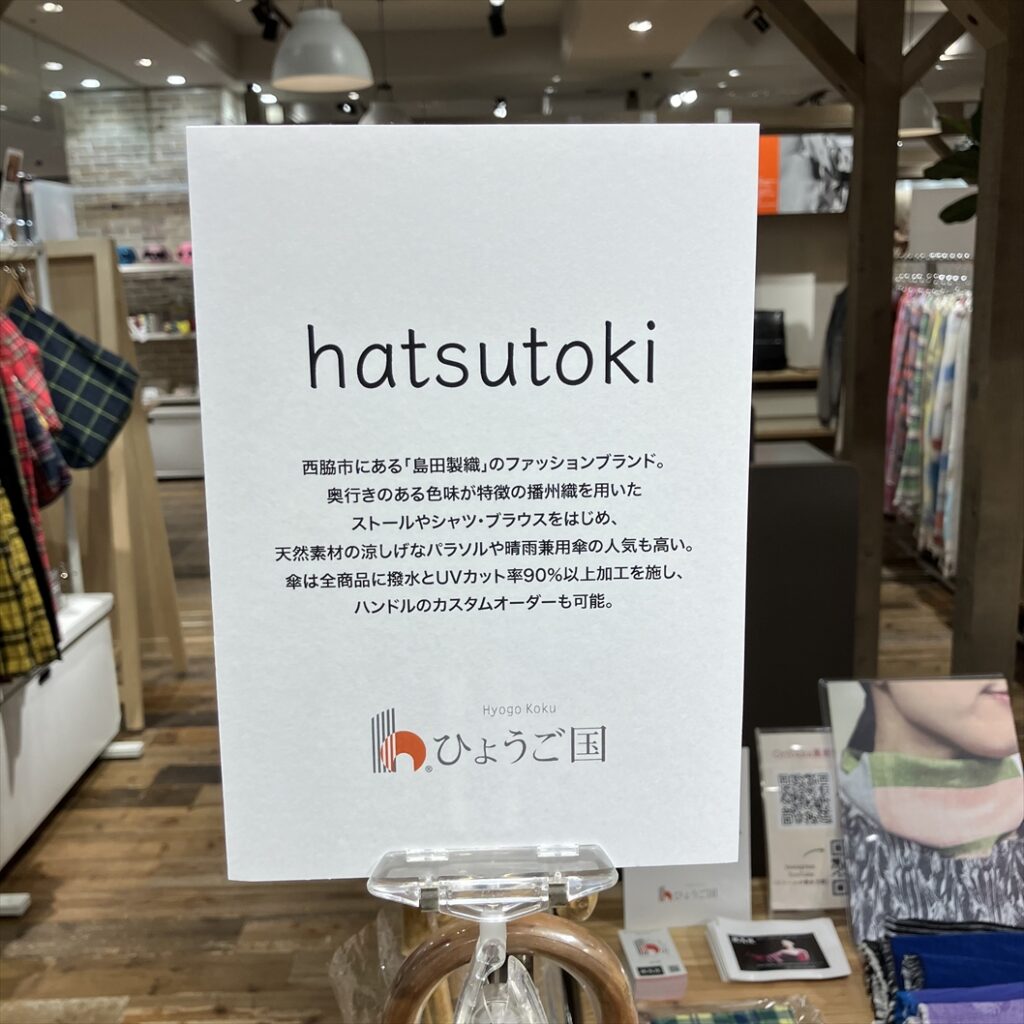 hatsutoki
西脇市にある「島田製織」のファッションブランド。
奥行きのある色味が特徴の播州織を用いた
ストールやシャツ・ブラウスをはじめ、
天然素材の涼しげなパラソルや晴雨兼用傘の人気も高い。
傘は全商品に撥水とUVカット率90%以上加工を施し、
ハンドルのカスタムオーダーも可能。
Hyogo Koku
h®ひょうご国
ひょうご国